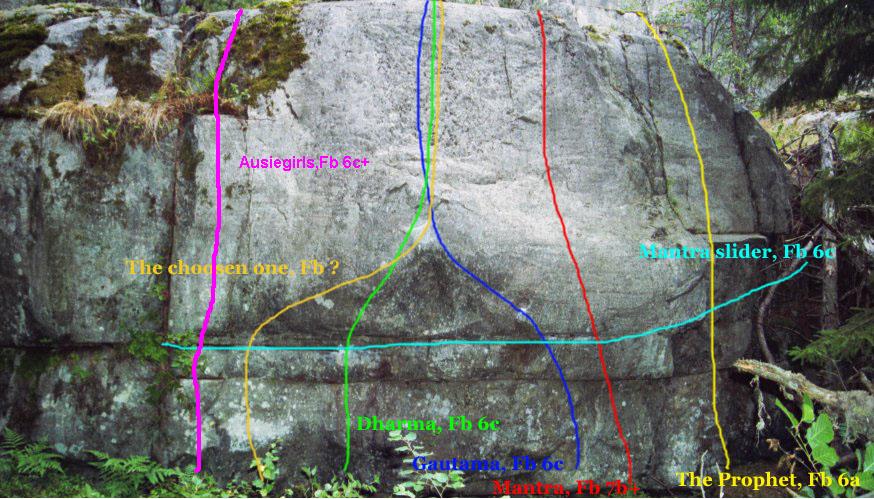 Ausiegirls,Fb 6c+
Mantra slider, Fb 6c
The choosen one, Fb ?
Dharma, Fb 6c
Gautama, Fb 6c
The Prophet, Fb 6a
Mantra, Fb 7b+